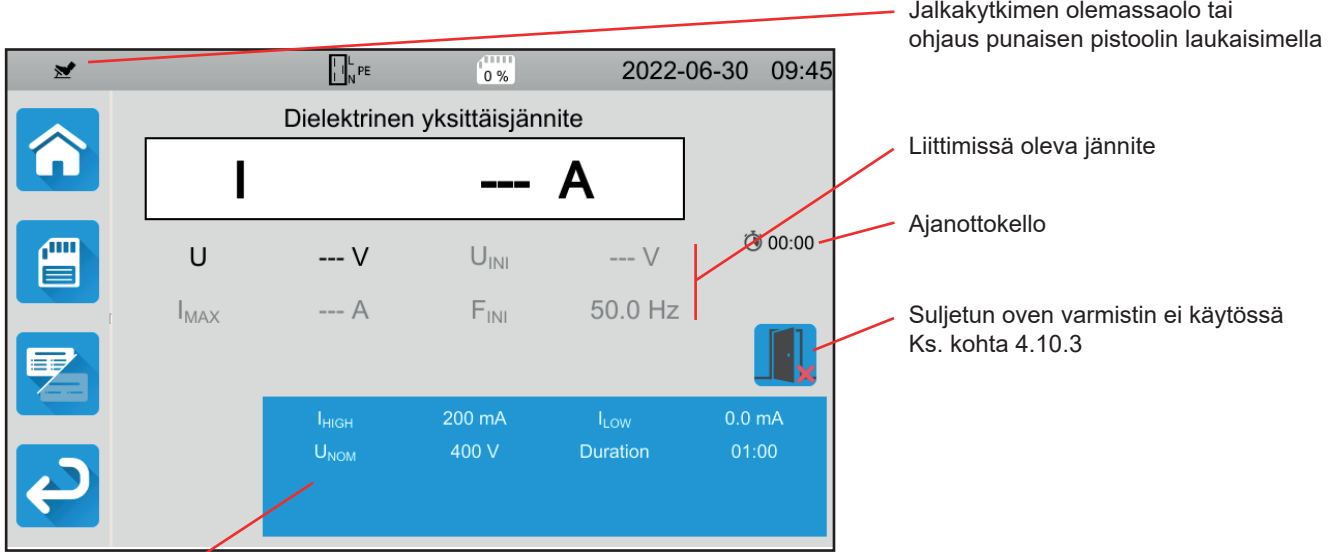 Jalkakytkimen olemassaolo tai
ohjaus punaisen pistoolin laukaisimella
L
N PE
0 %
2022-06-30 09:45
Dielektrinen yksittäisjännite
I --- A
Liittimissä oleva jännite
U --- V UINI --- V
Ajanottokello
00:00
IMAX --- A FINI 50.0 Hz
Suljetun oven varmistin ei käytössä
Ks. kohta 4.10.3
IHIGH 200 mA ILOW 0.0 mA
UNOM 400 V Duration 01:00